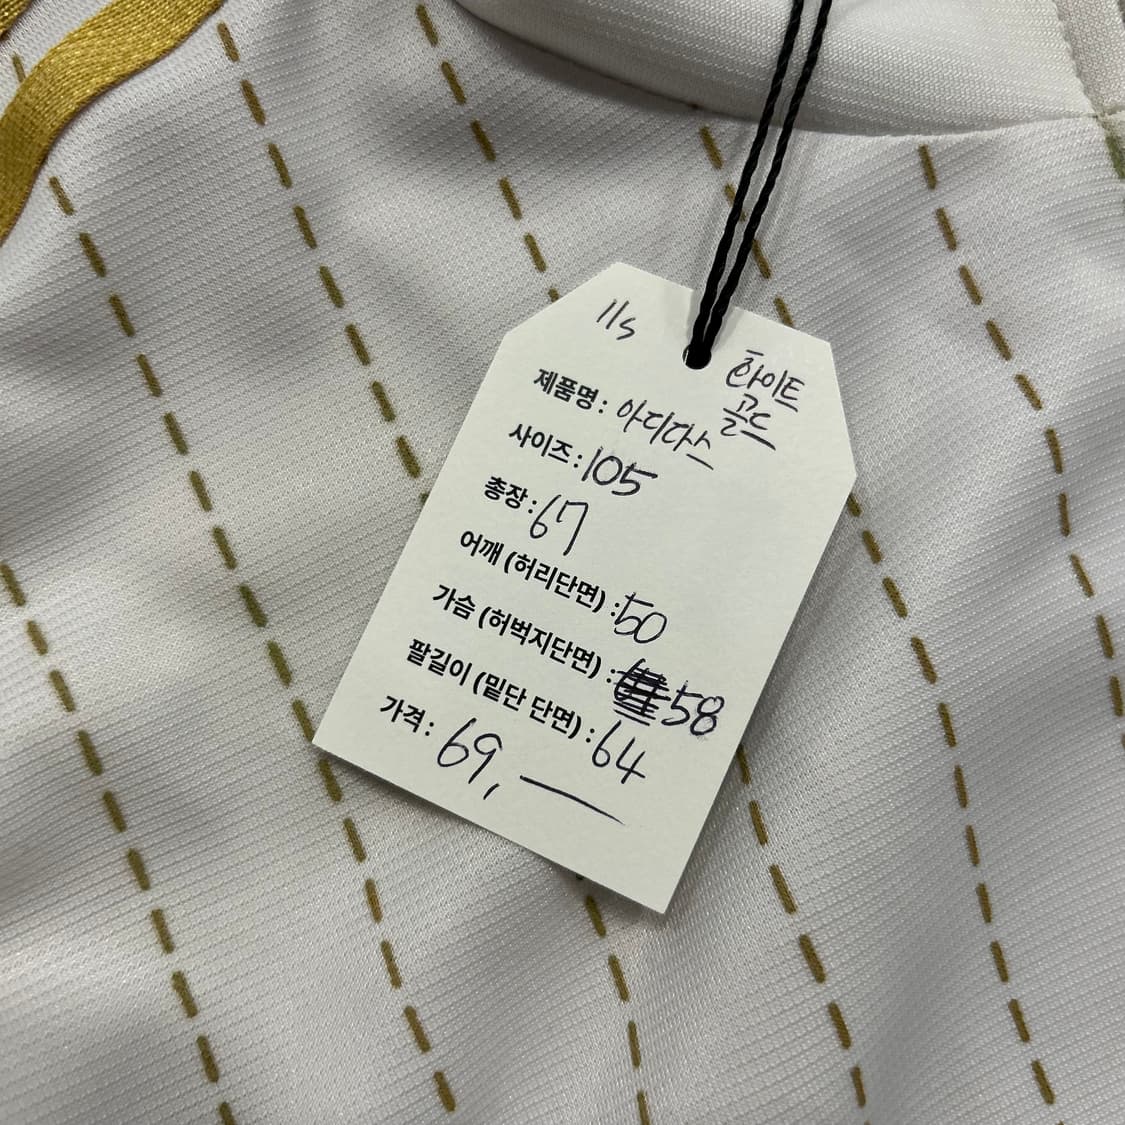 11s
화이트
골드
제품명: 아디다스
사이즈: 105
총장: 67
어깨 (허리단면) : 50
가슴 (허벅지단면) : 58
팔길이 (밑단 단면) : 64
가격: 69,—